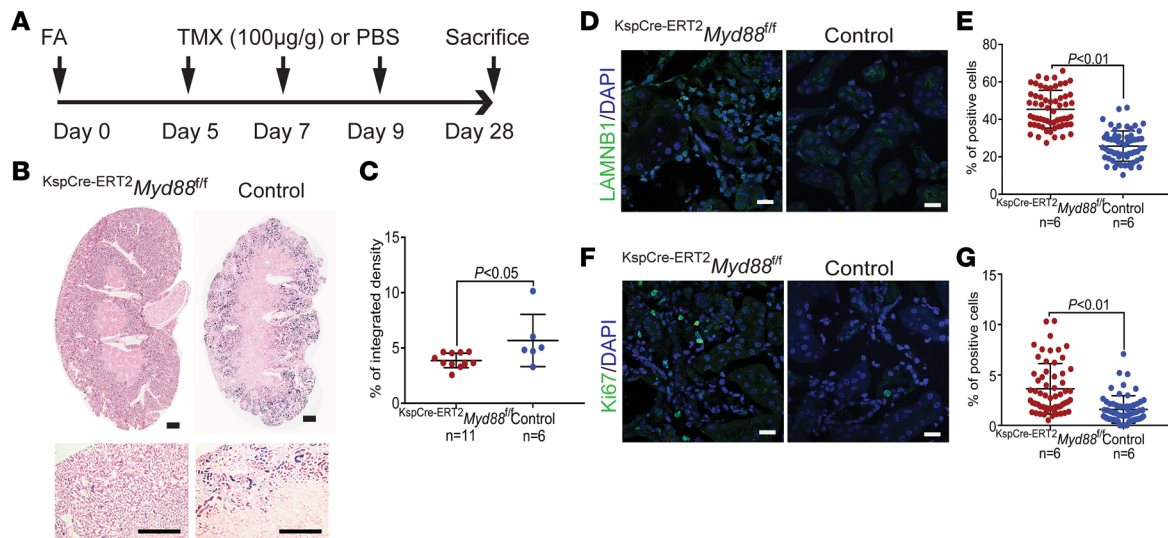 A
FA
TMX (100µg/g) or PBS
Sacrifice
Day 0
Day 5
Day 7
Day 9
Day 28
B
KspCre-ERT2Myd88f/f
Control
C
% of integrated density
15
10
5
0
P<0.05
KspCre-ERT2Myd88f/f Control
n=11
n=6
D
KspCre-ERT2Myd88f/f
Control
LAMNB1/DAPI
E
% of positive cells
80
60
40
20
0
P<0.01
KspCre-ERT2Myd88f/f Control
n=6
n=6
F
KspCre-ERT2Myd88f/f
Control
Ki67/DAPI
G
% of positive cells
15
10
5
0
P<0.01
KspCre-ERT2Myd88f/f Control
n=6
n=6